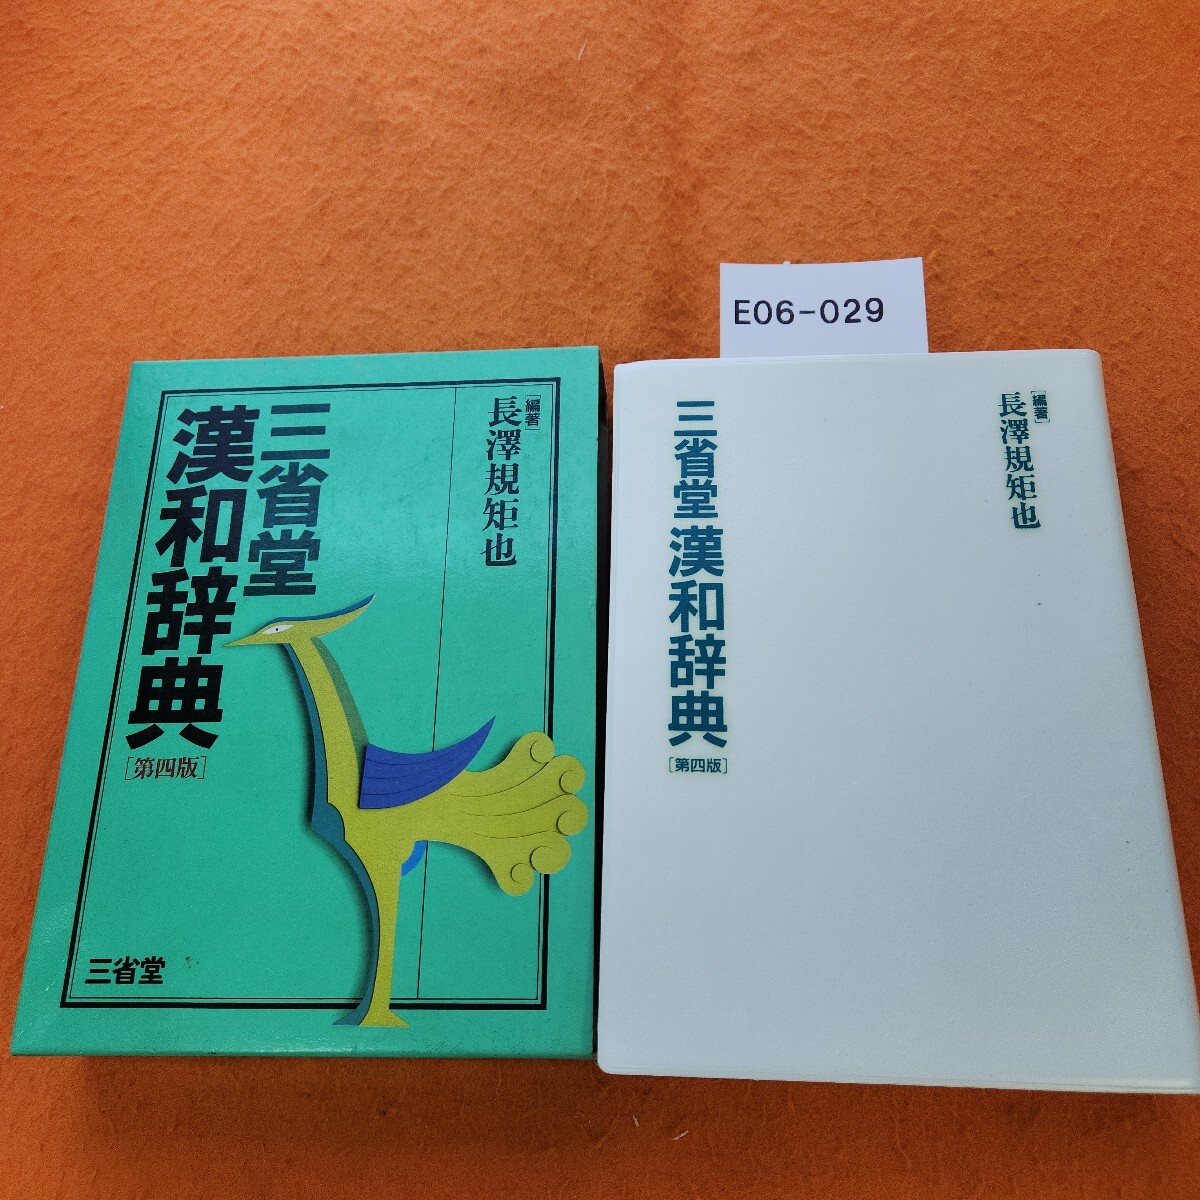 E06-029
[編著]
長澤規矩也
三省堂
漢和辞典
[第四版]
三省堂
[編著]
長澤規矩也
三省堂 漢和辞典
[第四版]